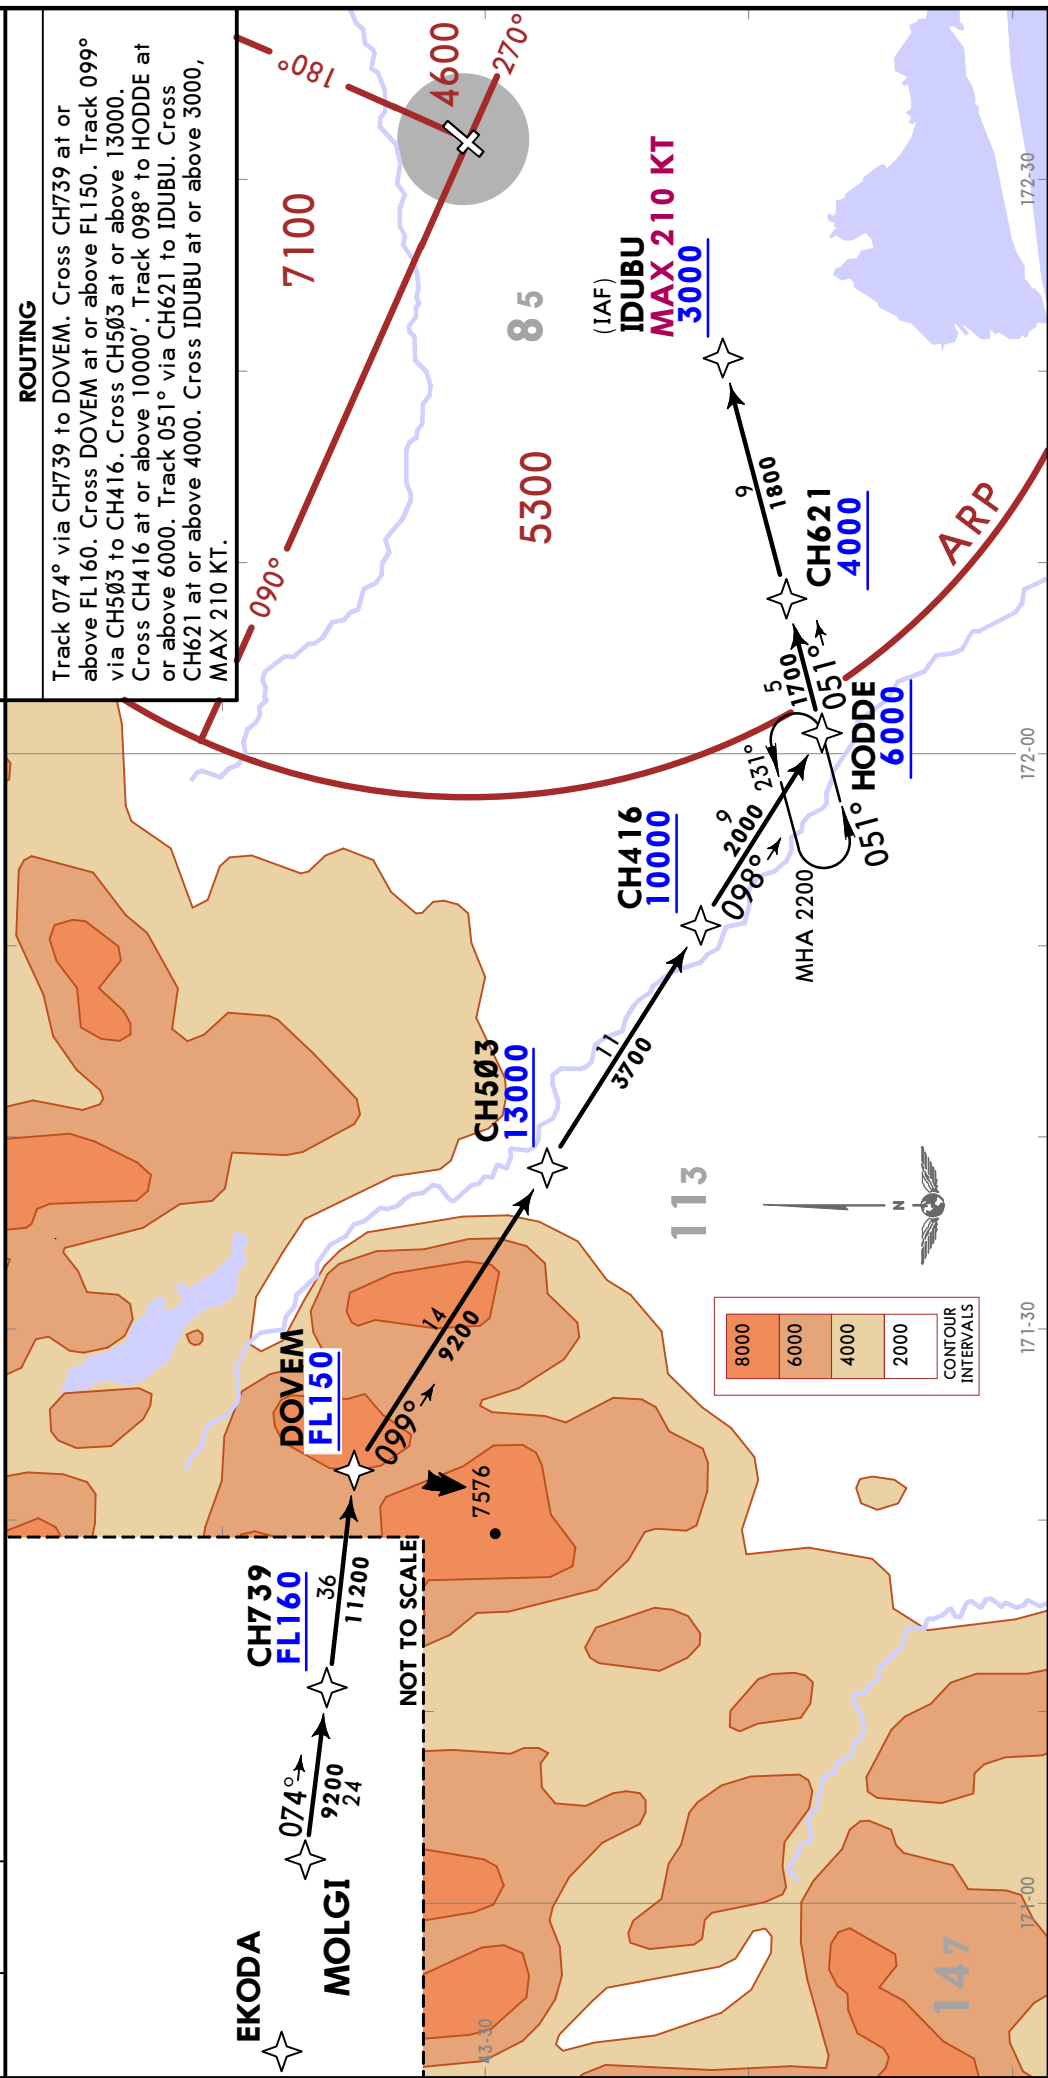 ROUTING
Track 074° via CH739 to DOVEM. Cross CH739 at or
above FL160. Cross DOVEM at or above FL150. Track 099°
via CH5Ø3 to CH416. Cross CH5Ø3 at or above 13000.
Cross CH416 at or above 10000'. Track 098° to HODDE at
or above 6000. Track 051° via CH621 to IDUBU. Cross
CH621 at or above 4000. Cross IDUBU at or above 3000,
MAX 210 KT.
180°
270°
090°
4600
7100
5300
ARP
EKODA
MOLGI
074°
9200
24
CH739
FL160
36
11200
NOT TO SCALE
DOVEM
FL150
099°
14
9200
7576
CH5Ø3
13000
11
3700
CH416
10000
9
2000
098°
MHA 2200
231°
051°
HODDE
6000
5
1700
051°
CH621
4000
9
1800
(IAF)
IDUBU
MAX 210 KT
3000
85
113
147
N
8000
6000
4000
2000
CONTOUR
INTERVALS
43-30
171-00
171-30
172-00
172-30